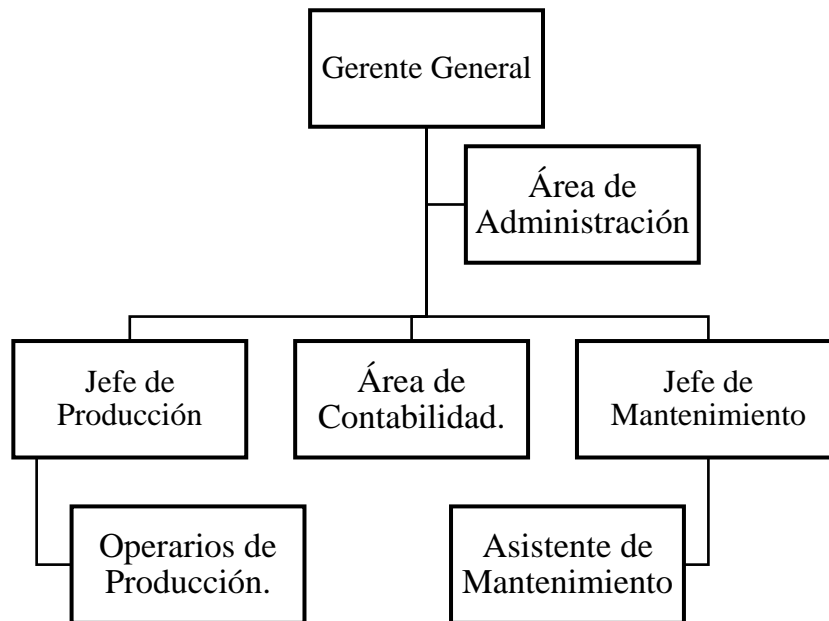 Gerente General
Área de
Administración
Jefe de
Producción
Área de
Contabilidad.
Jefe de
Mantenimiento
Operarios de
Producción.
Asistente de
Mantenimiento